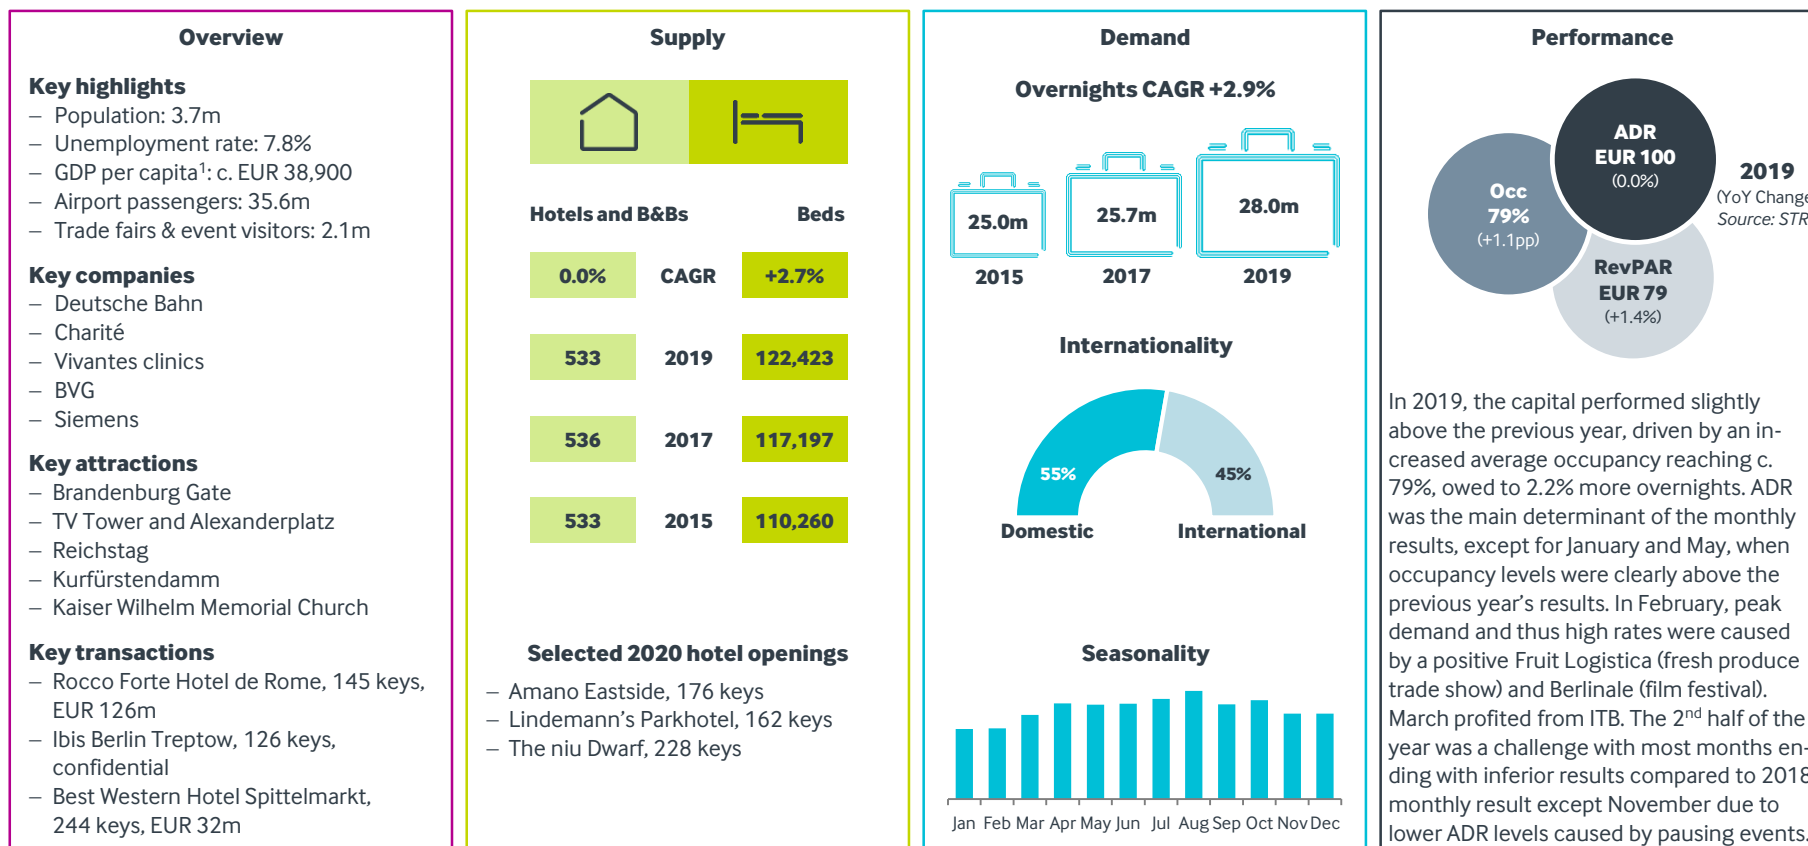 Overview
Key highlights
– Population: 3.7m
– Unemployment rate: 7.8%
– GDP per capita¹: c. EUR 38,900
– Airport passengers: 35.6m
– Trade fairs & event visitors: 2.1m
Key companies
– Deutsche Bahn
– Charité
– Vivantes clinics
– BVG
– Siemens
Key attractions
– Brandenburg Gate
– TV Tower and Alexanderplatz
– Reichstag
– Kurfürstendamm
– Kaiser Wilhelm Memorial Church
Key transactions
– Rocco Forte Hotel de Rome, 145 keys,
EUR 126m
– Ibis Berlin Treptow, 126 keys,
confidential
– Best Western Hotel Spittelmarkt,
244 keys, EUR 32m
Supply
Hotels and B&Bs Beds
0.0% CAGR +2.7%
533 2019 122,423
536 2017 117,197
533 2015 110,260
Selected 2020 hotel openings
– Amano Eastside, 176 keys
– Lindemann's Parkhotel, 162 keys
– The niu Dwarf, 228 keys
Demand
Overnights CAGR +2.9%
25.0m 25.7m 28.0m
2015 2017 2019
Internationality
55% 45%
Domestic International
Seasonality
Jan Feb Mar Apr May Jun Jul Aug Sep Oct Nov Dec
Performance
ADR
EUR 100
(0.0%)
Occ
79%
(+1.1pp)
RevPAR
EUR 79
(+1.4%)
2019
(YoY Change
Source: STR
In 2019, the capital performed slightly
above the previous year, driven by an in-
creased average occupancy reaching c.
79%, owed to 2.2% more overnights. ADR
was the main determinant of the monthly
results, except for January and May, when
occupancy levels were clearly above the
previous year's results. In February, peak
demand and thus high rates were caused
by a positive Fruit Logistica (fresh produce
trade show) and Berlinale (film festival).
March profited from ITB. The 2nd half of the
year was a challenge with most months en-
ding with inferior results compared to 2018
monthly result except November due to
lower ADR levels caused by pausing events.